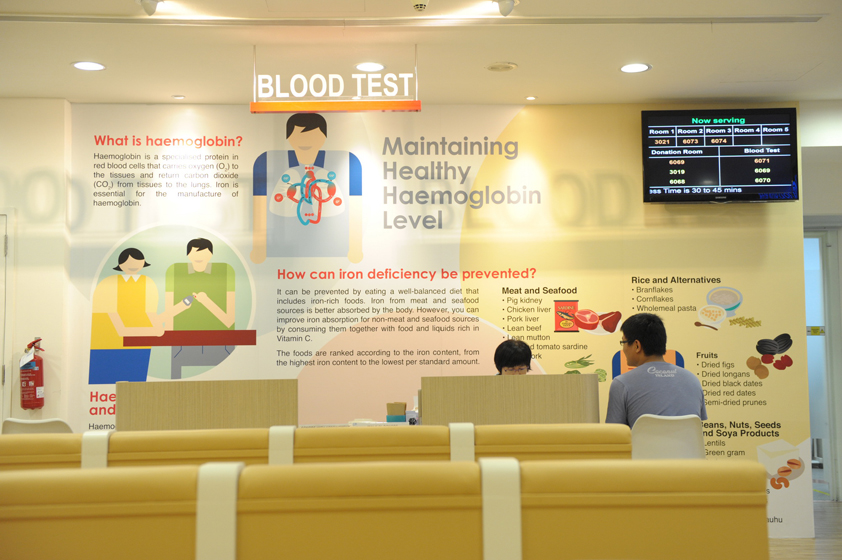 BLOOD TEST
What is haemoglobin?
Haemoglobin is a specialised protein in
red blood cells that carries oxygen (O₂) to
the tissues and return carbon dioxide
(CO₂) from tissues to the lungs. Iron is
essential for the manufacture of
haemoglobin.
Maintaining
Healthy
Haemoglobin
Level
Now serving
Room 1 Room 2 Room 3 Room 4 Room 5
3021 6073 6074
Donation Room Blood Test
6069 6071
3019 6069
6068 6070
ess Time is 30 to 45 mins
How can iron deficiency be prevented?
It can be prevented by eating a well-balanced diet that
includes iron-rich foods. Iron from meat and seafood
sources is better absorbed by the body. However, you can
improve iron absorption for non-meat and seafood sources
by consuming them together with food and liquids rich in
Vitamin C.
The foods are ranked according to the iron content, from
the highest iron content to the lowest per standard amount.
Meat and Seafood
• Pig kidney
• Chicken liver
• Pork liver
• Lean beef
• Lean mutton
d tomato sardine
ork
Rice and Alternatives
• Branflakes
• Cornflakes
• Wholemeal pasta
Fruits
• Dried figs
• Dried longans
• Dried black dates
• Dried red dates
• Semi-dried prunes
eans, Nuts, Seeds
nd Soya Products
Lentils
Green gram
s
auhu
Hae
and
Haemo